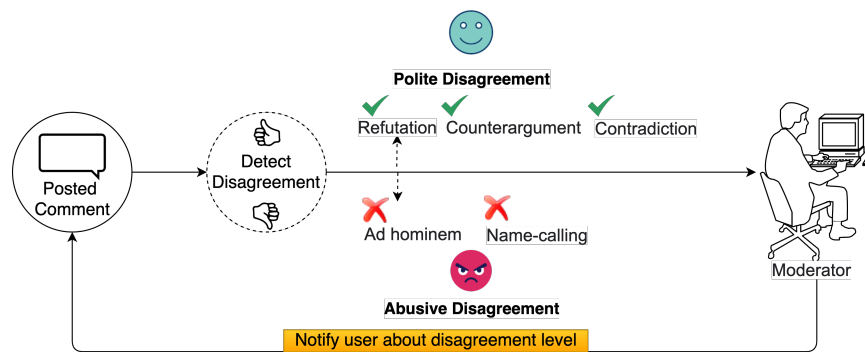 Polite Disagreement
Refutation Counterargument Contradiction
Detect
Disagreement
Posted
Comment
Ad hominem Name-calling
Moderator
Abusive Disagreement
Notify user about disagreement level